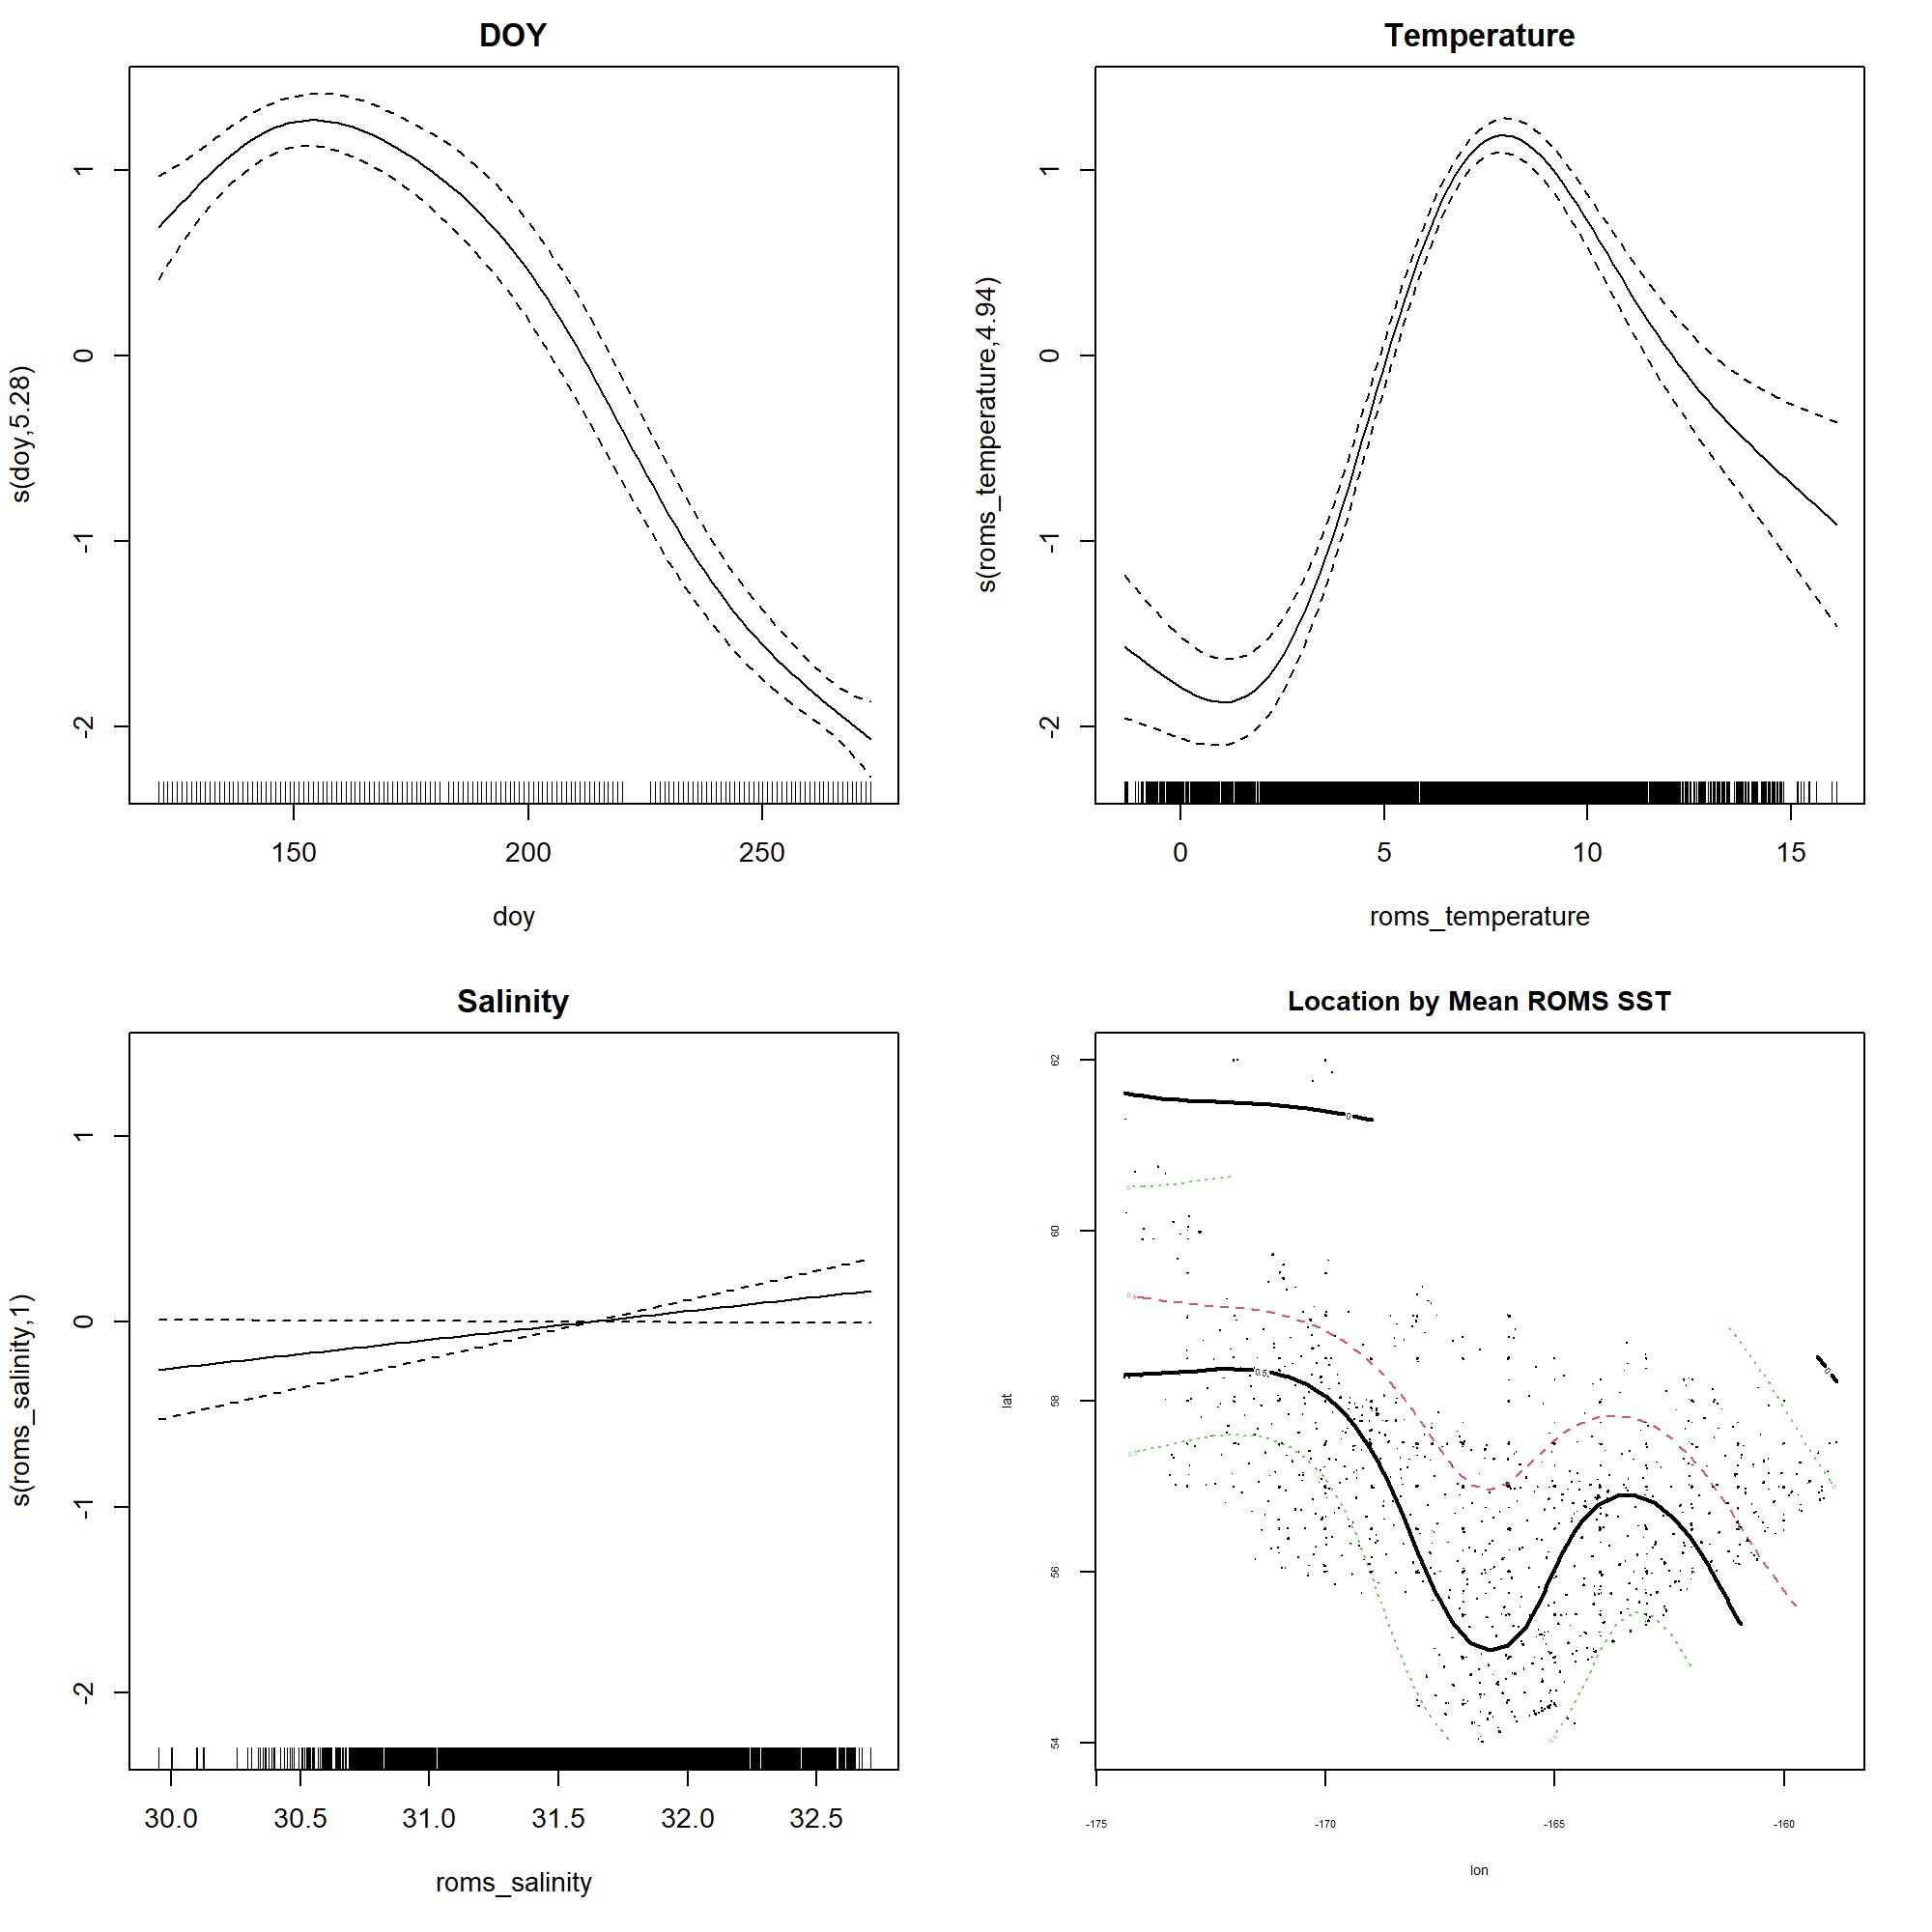 DOY
s(doy,5.28)
1
0
-1
-2
150 200 250
doy
Temperature
s(roms_temperature,4.94)
1
0
-1
-2
0 5 10 15
roms_temperature
Salinity
s(roms_salinity,1)
1
0
-1
-2
30.0 30.5 31.0 31.5 32.0 32.5
roms_salinity
Location by Mean ROMS SST
lat
62
60
58
56
54
0
0.5
-175 -170 -165 -160
lon